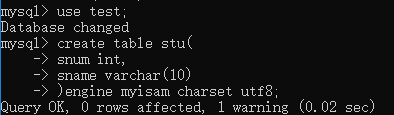 mysql> use test;
Database changed
mysql> create table stu(
    -> snum int,
    -> sname varchar(10)
    -> )engine myisam charset utf8;
Query OK, 0 rows affected, 1 warning (0.02 sec)